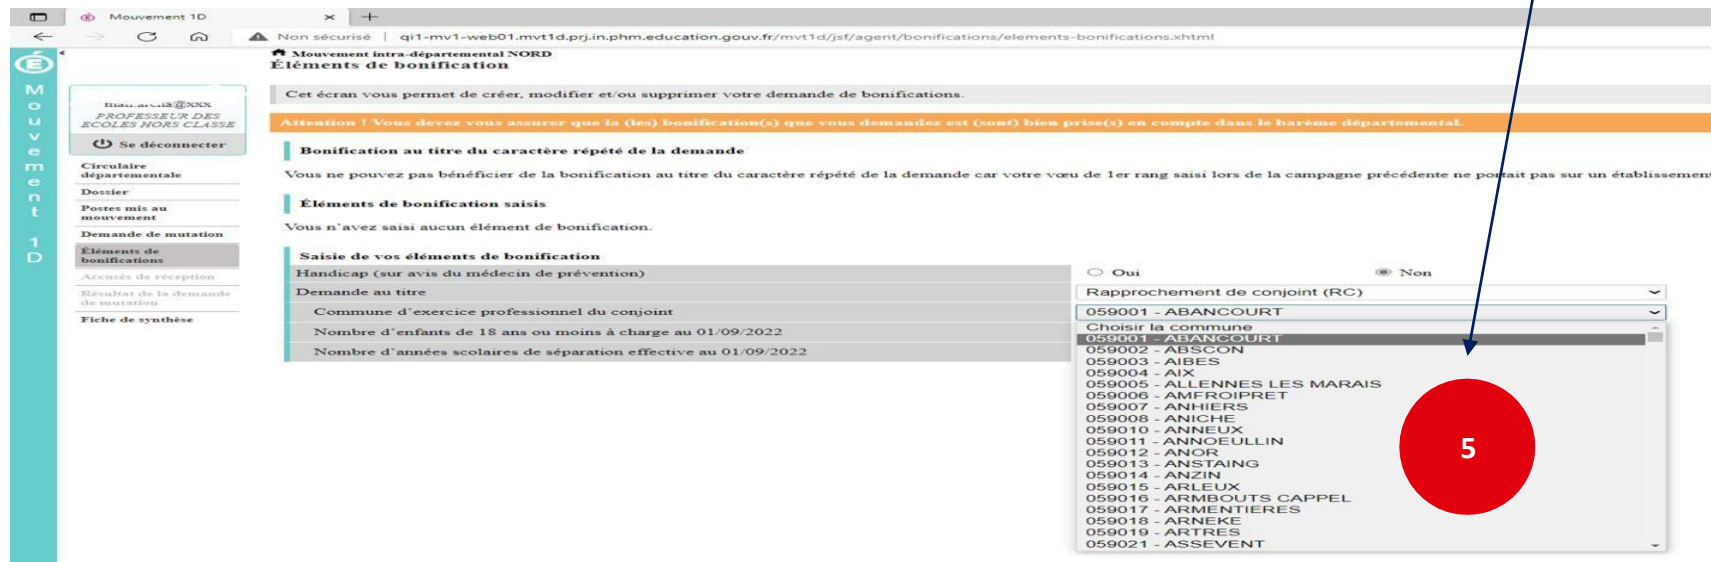 Mouvement 1D
Non sécurisé | qi1-mv1-web01.mvt1d.prj.in.phm.education.gouv.fr/mvt1d/jsf/agent/bonifications/elements-bonifications.xhtml
Mouvement 1D
Mouvement intra-départemental NORD
Éléments de bonification
@xxx
PROFESSEUR DES
ECOLES HORS CLASSE
Se déconnecter
Circulaire
départementale
Dossier
Postes mis au
mouvement
Demande de mutation
Éléments de
bonifications
Accusés de réception
Résultat de la demande
de mutation
Fiche de synthèse
Cet écran vous permet de créer, modifier et/ou supprimer votre demande de bonifications.
Attention ! Vous devez vous assurer que la (les) bonification(s) que vous demandez est (sont) bien prise(s) en compte dans le barème départemental.
Bonification au titre du caractère répété de la demande
Vous ne pouvez pas bénéficier de la bonification au titre du caractère répété de la demande car votre vœu de 1er rang saisi lors de la campagne précédente ne portait pas sur un établissement
Éléments de bonification saisis
Vous n'avez saisi aucun élément de bonification.
Saisie de vos éléments de bonification
Handicap (sur avis du médecin de prévention) Oui Non
Demande au titre Rapprochement de conjoint (RC)
Commune d'exercice professionnel du conjoint 059001 - ABANCOURT
Nombre d'enfants de 18 ans ou moins à charge au 01/09/2022
Nombre d'années scolaires de séparation effective au 01/09/2022
Choisir la commune
059001 - ABANCOURT
059002 - ABSCON
059003 - AIBES
059004 - AIX
059005 - ALLENNES LES MARAIS
059006 - AMFROIPRET
059007 - ANHIERS
059008 - ANICHE
059010 - ANNEUX
059011 - ANNOEULLIN
059012 - ANOR
059013 - ANSTAING
059014 - ANZIN
059015 - ARLEUX
059016 - ARMBOUTS CAPPEL
059017 - ARMENTIERES
059018 - ARNEKE
059019 - ARTRES
059021 - ASSEVENT
5